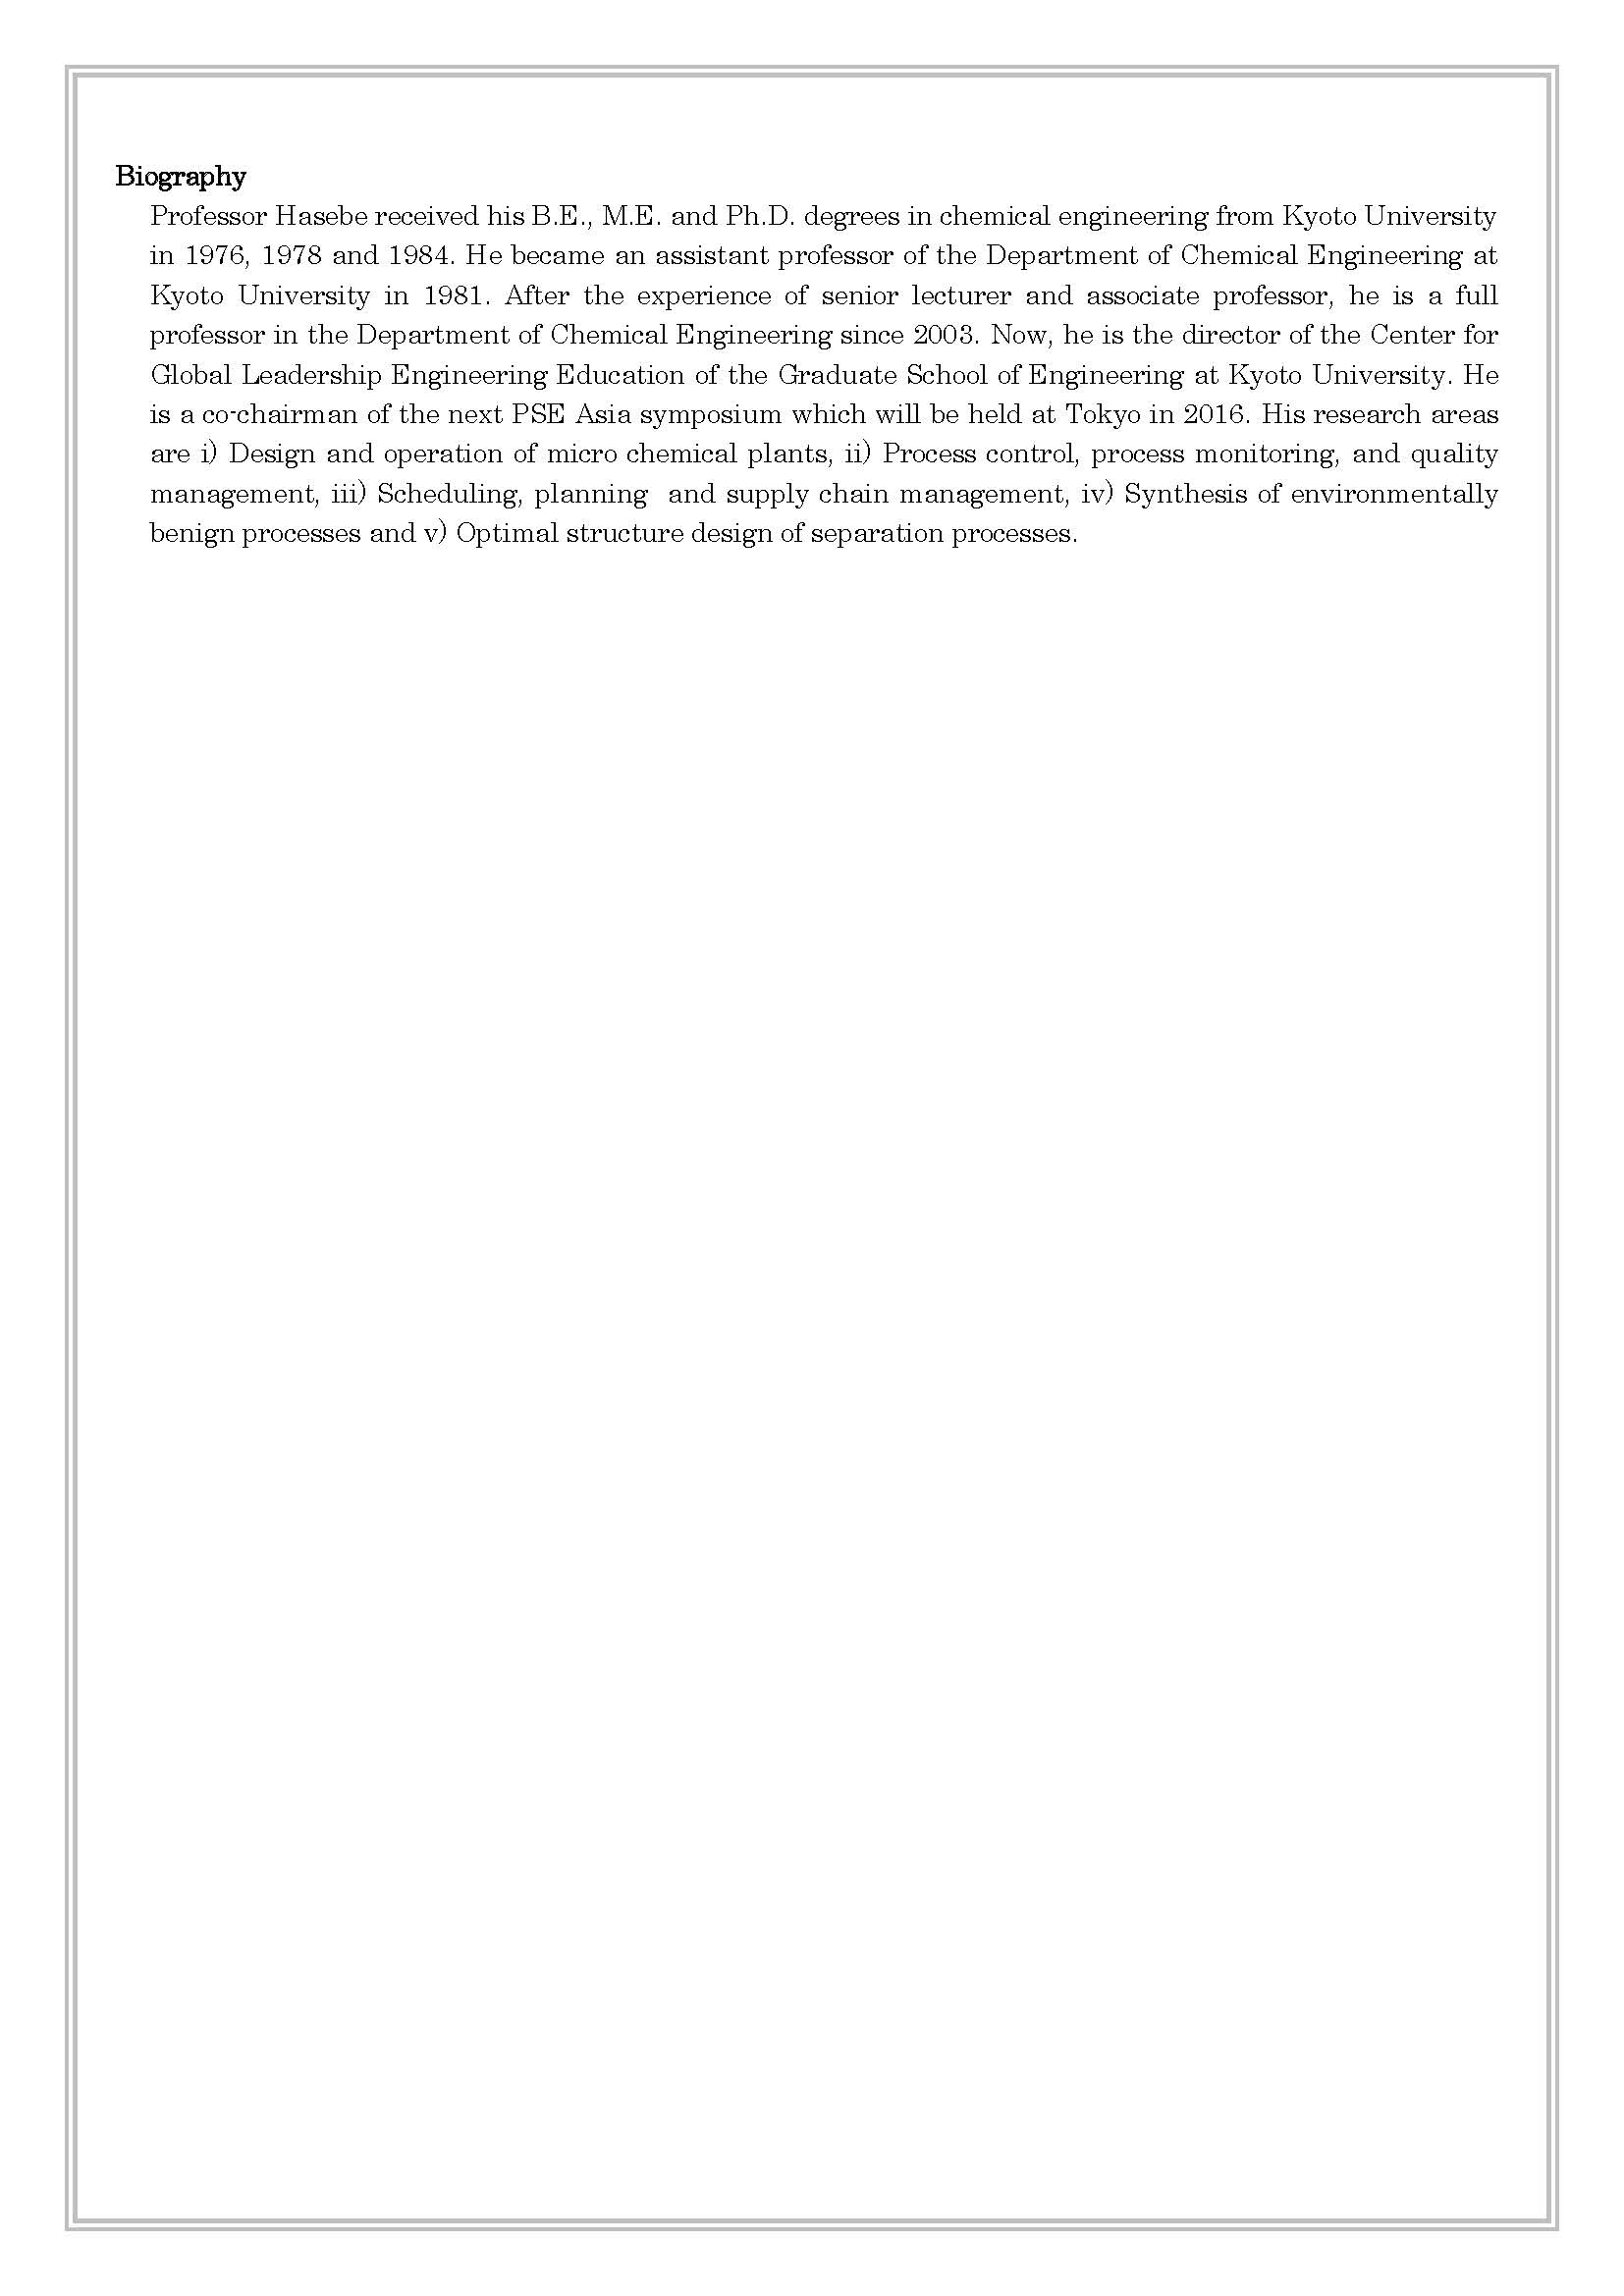 Biography
Professor Hasebe received his B.E., M.E. and Ph.D. degrees in chemical engineering from Kyoto University
in 1976, 1978 and 1984. He became an assistant professor of the Department of Chemical Engineering at
Kyoto University in 1981. After the experience of senior lecturer and associate professor, he is a full
professor in the Department of Chemical Engineering since 2003. Now, he is the director of the Center for
Global Leadership Engineering Education of the Graduate School of Engineering at Kyoto University. He
is a co-chairman of the next PSE Asia symposium which will be held at Tokyo in 2016. His research areas
are i) Design and operation of micro chemical plants, ii) Process control, process monitoring, and quality
management, iii) Scheduling, planning  and supply chain management, iv) Synthesis of environmentally
benign processes and v) Optimal structure design of separation processes.